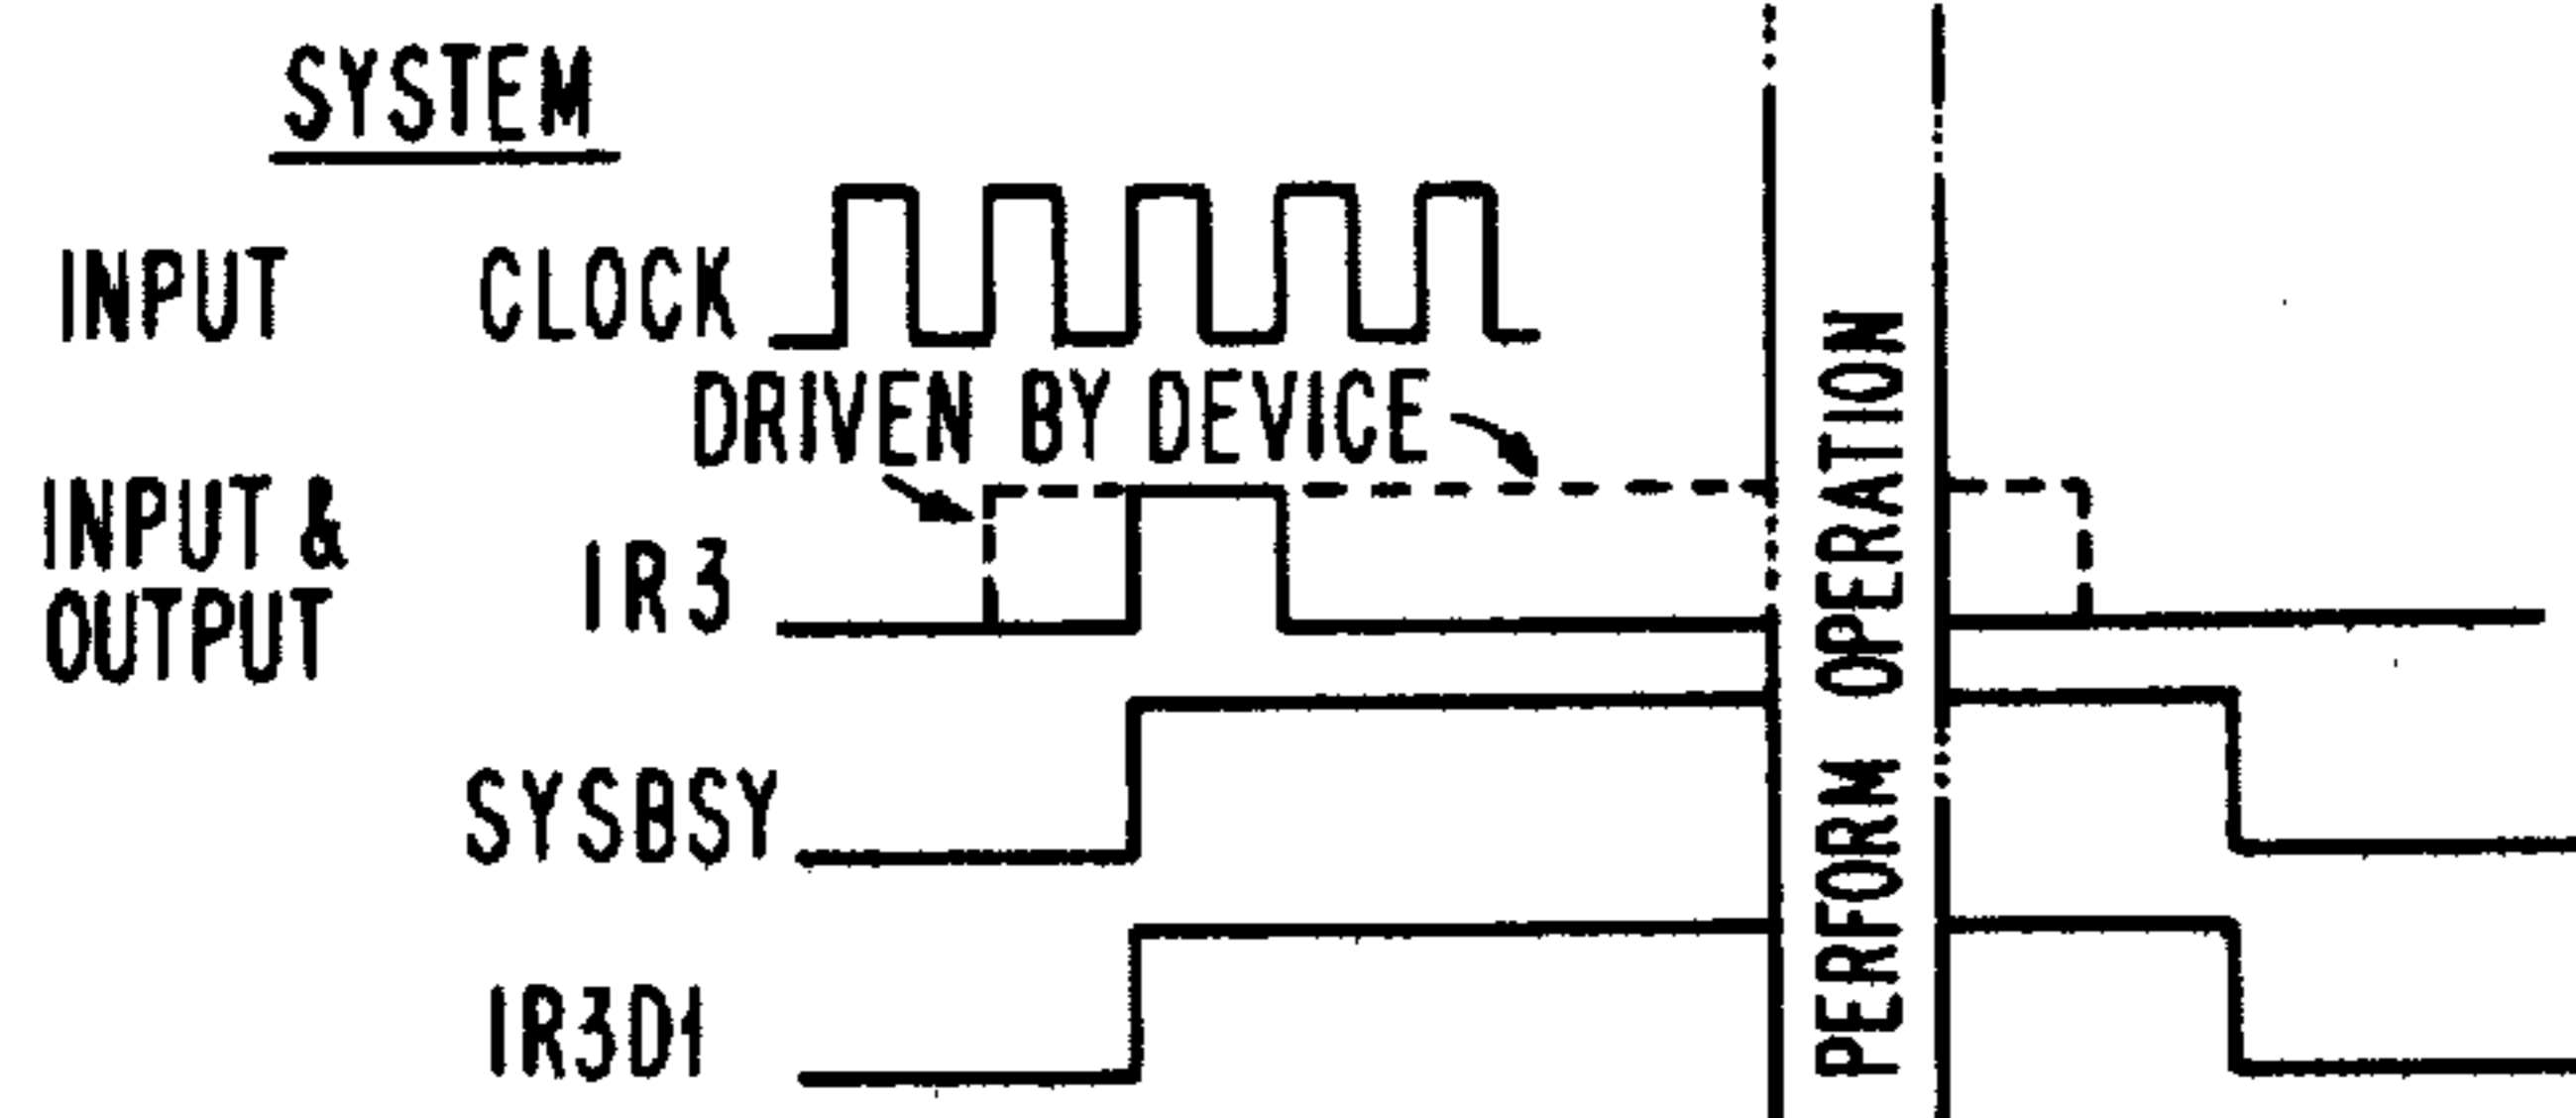 SYSTEM
INPUT CLOCK
DRIVEN BY DEVICE
INPUT &
OUTPUT
IR3
SYSBSY
IR3D1
PERFORM OPERATION